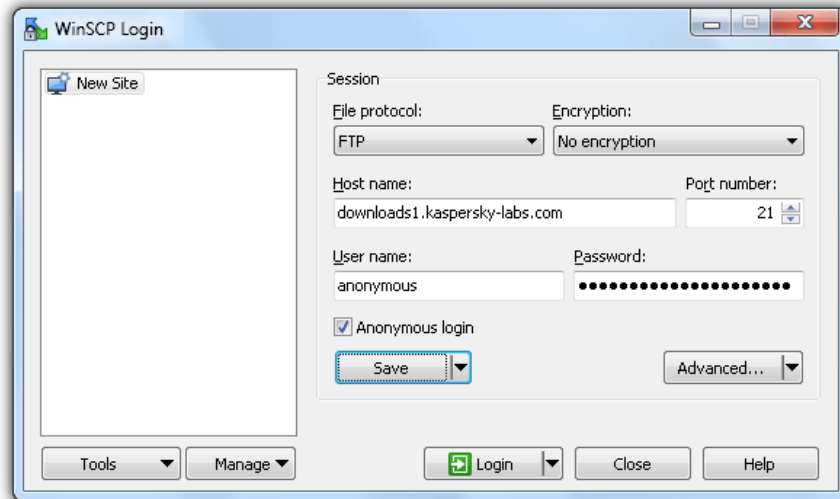 WinSCP Login
New Site
Session
File protocol:
Encryption:
FTP
No encryption
Host name:
Port number:
downloads1.kaspersky-labs.com
21
User name:
Password:
anonymous
●●●●●●●●●●●●●●●●●●●●●●
Anonymous login
Save
Advanced...
Tools
Manage
Login
Close
Help